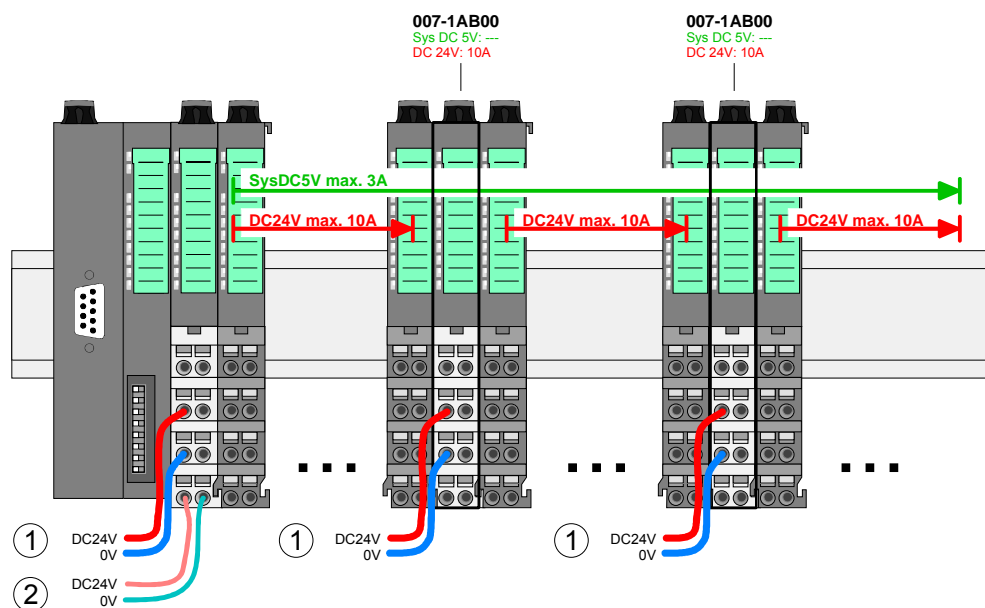 007-1AB00
Sys DC 5V: ---
DC 24V: 10A
007-1AB00
Sys DC 5V: ---
DC 24V: 10A
SysDC5V max. 3A
DC24V max. 10A
DC24V max. 10A
DC24V max. 10A
1
DC24V
0V
1
DC24V
0V
1
DC24V
0V
2
DC24V
0V